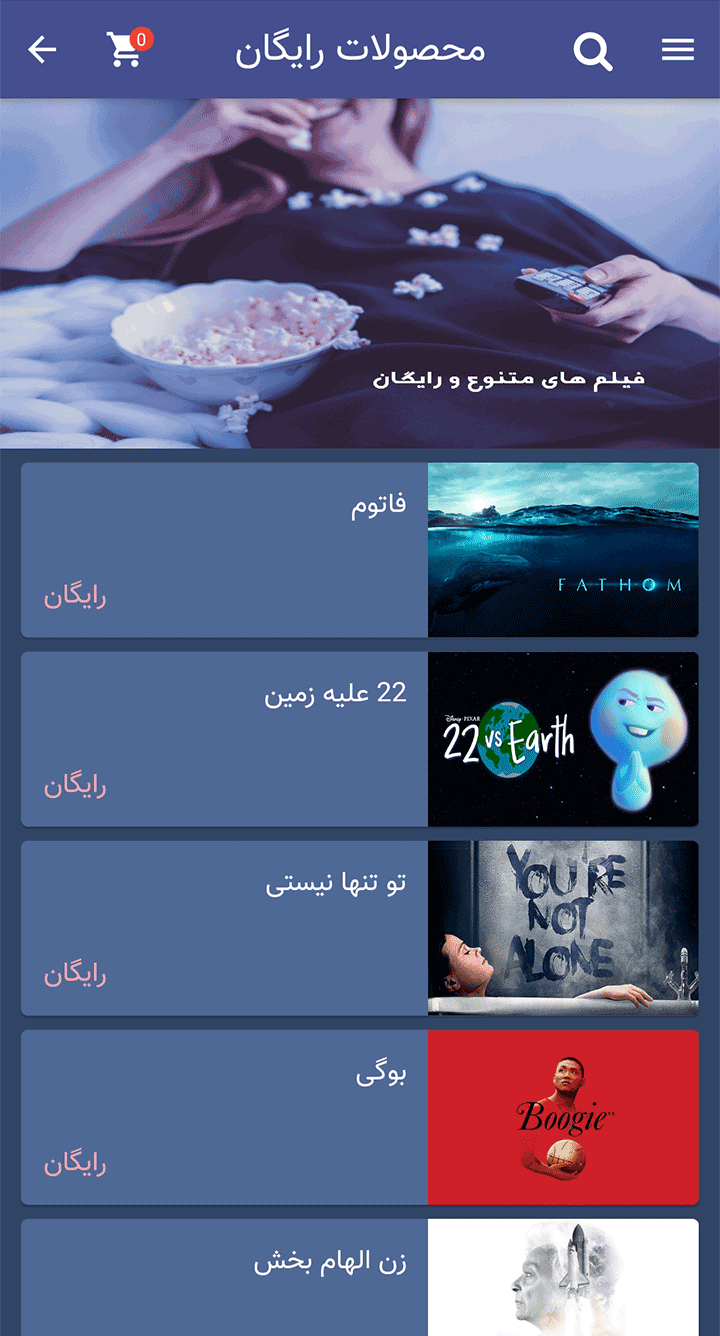 محصولات رایگان
0
فیلم های متنوع و رایگان
فاتوم
رایگان
FATHOM
22 علیه زمین
رایگان
Disney PIXAR
22 vs Earth
تو تنها نیستی
رایگان
YOU'RE
NOT
ALONE
بوگی
رایگان
Boogie
زن الهام بخش